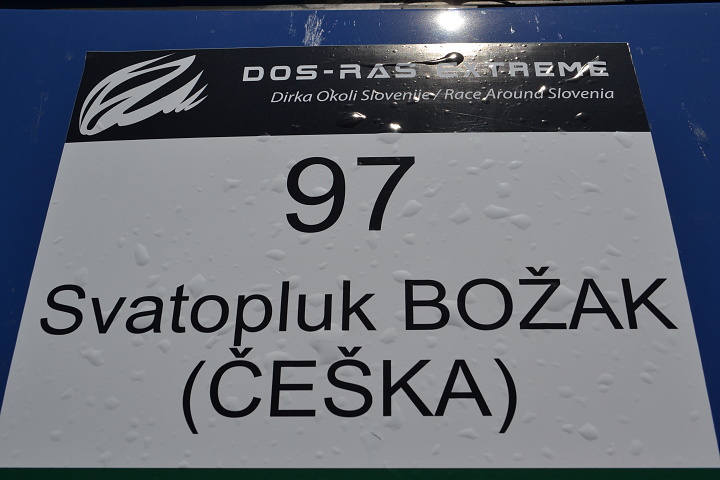 DOS-RAS EXTREME
Dirka Okoli Slovenije / Race Around Slovenia
97
Svatopluk BOŽAK
(ČEŠKA)